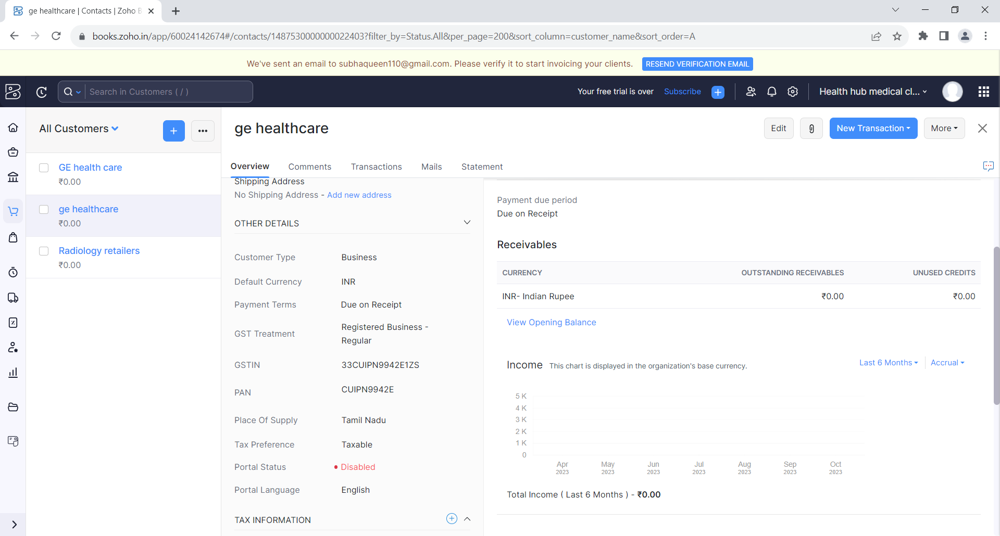 ge healthcare | Contacts | Zoho B
books.zoho.in/app/60024142674#/contacts/1487530000000022403?filter_by=Status.All&per_page=200&sort_column=customer_name&sort_order=A
We've sent an email to subhaqueen110@gmail.com. Please verify it to start invoicing your clients. RESEND VERIFICATION EMAIL
Search in Customers ( / )
Your free trial is over Subscribe
Health hub medical cl...
All Customers
GE health care
₹0.00
ge healthcare
₹0.00
Radiology retailers
₹0.00
ge healthcare
Edit New Transaction More
Overview Comments Transactions Mails Statement
Shipping Address
No Shipping Address - Add new address
OTHER DETAILS
Customer Type Business
Default Currency INR
Payment Terms Due on Receipt
GST Treatment Registered Business -
Regular
GSTIN 33CUIPN9942E1ZS
PAN CUIPN9942E
Place Of Supply Tamil Nadu
Tax Preference Taxable
Portal Status Disabled
Portal Language English
TAX INFORMATION
Payment due period
Due on Receipt
Receivables
CURRENCY OUTSTANDING RECEIVABLES UNUSED CREDITS
INR- Indian Rupee ₹0.00 ₹0.00
View Opening Balance
Income This chart is displayed in the organization's base currency. Last 6 Months Accrual
5 K
4 K
3 K
2 K
1 K
0
Apr May Jun Jul Aug Sep Oct
2023 2023 2023 2023 2023 2023 2023
Total Income ( Last 6 Months ) - ₹0.00